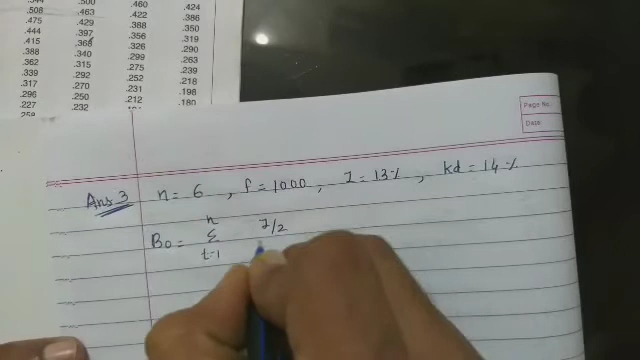 .508 .463 .422 .386
.475 .429 .388 .350
.444 .397 .356 .319
.415 .368 .326 .290
.388 .340 .299 .263
.362 .315 .275 .239
.339 .292 .252 .218
.317 .270 .231 .198
.296 .250 .212 .180
.227 .232
Page No.
Date
Ans 3 n = 6 , f = 1000 , I = 13% , kd = 14%
n
B0 = Σ I/2
t=1